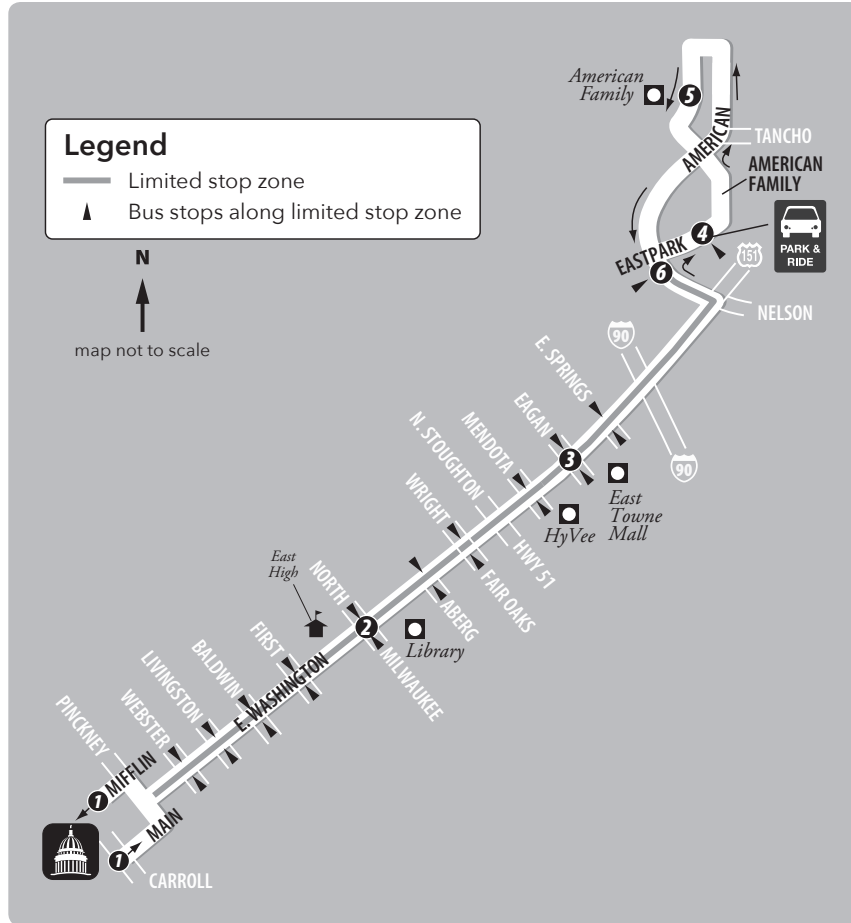 American
Family
5
AMERICAN
TANCHO
AMERICAN
FAMILY
Legend
Limited stop zone
Bus stops along limited stop zone
4
PARK &
RIDE
EASTPARK
6
151
N
not to scale
map not to scale
NELSON
90
E. SPRINGS
EAGAN
MENDOTA
N. STOUGHTON
WRIGHT
3
90
East
Towne
Mall
HyVee
HWY 51
FAIR OAKS
ABERG
East
High
NORTH
2
Library
MILWAUKEE
FIRST
BALDWIN
LIVINGSTON
WEBSTER
PINCKNEY
E. WASHINGTON
MIFFLIN
1
MAIN
1
CARROLL